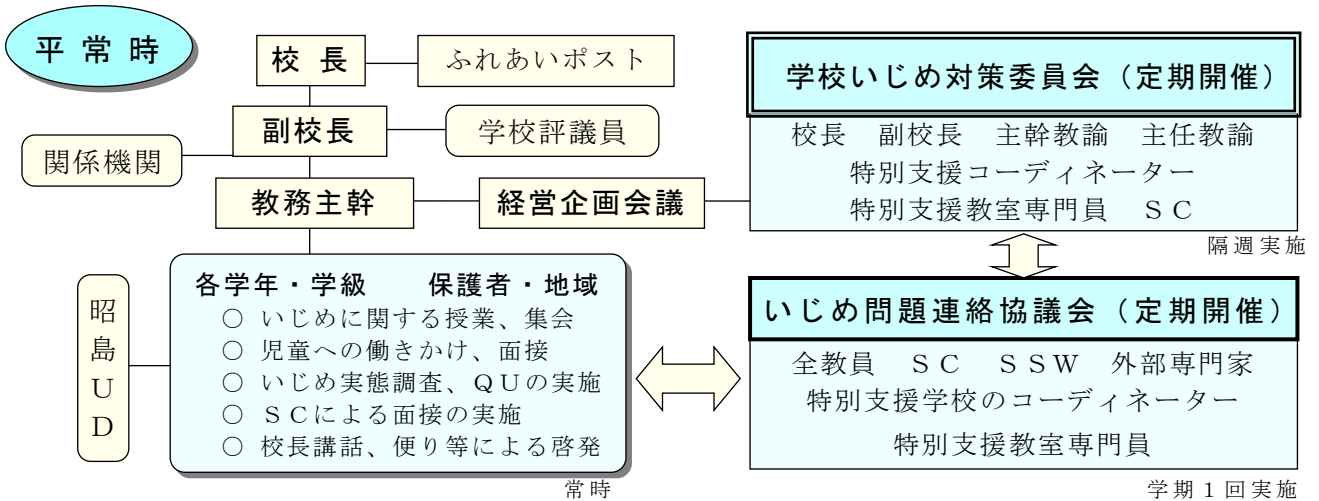 平常時
校 長
ふれあいポスト
副校長
学校評議員
関係機関
教務主幹
経営企画会議
学校いじめ対策委員会（定期開催）
校長　副校長　主幹教諭　主任教諭
特別支援コーディネーター
特別支援教室専門員　ＳＣ
隔週実施
昭島ＵＤ
各学年・学級　　保護者・地域
○ いじめに関する授業、集会
○ 児童への働きかけ、面接
○ いじめ実態調査、ＱＵの実施
○ ＳＣによる面接の実施
○ 校長講話、便り等による啓発
常時
いじめ問題連絡協議会（定期開催）
全教員　ＳＣ　ＳＳＷ　外部専門家
特別支援学校のコーディネーター
特別支援教室専門員
学期１回実施